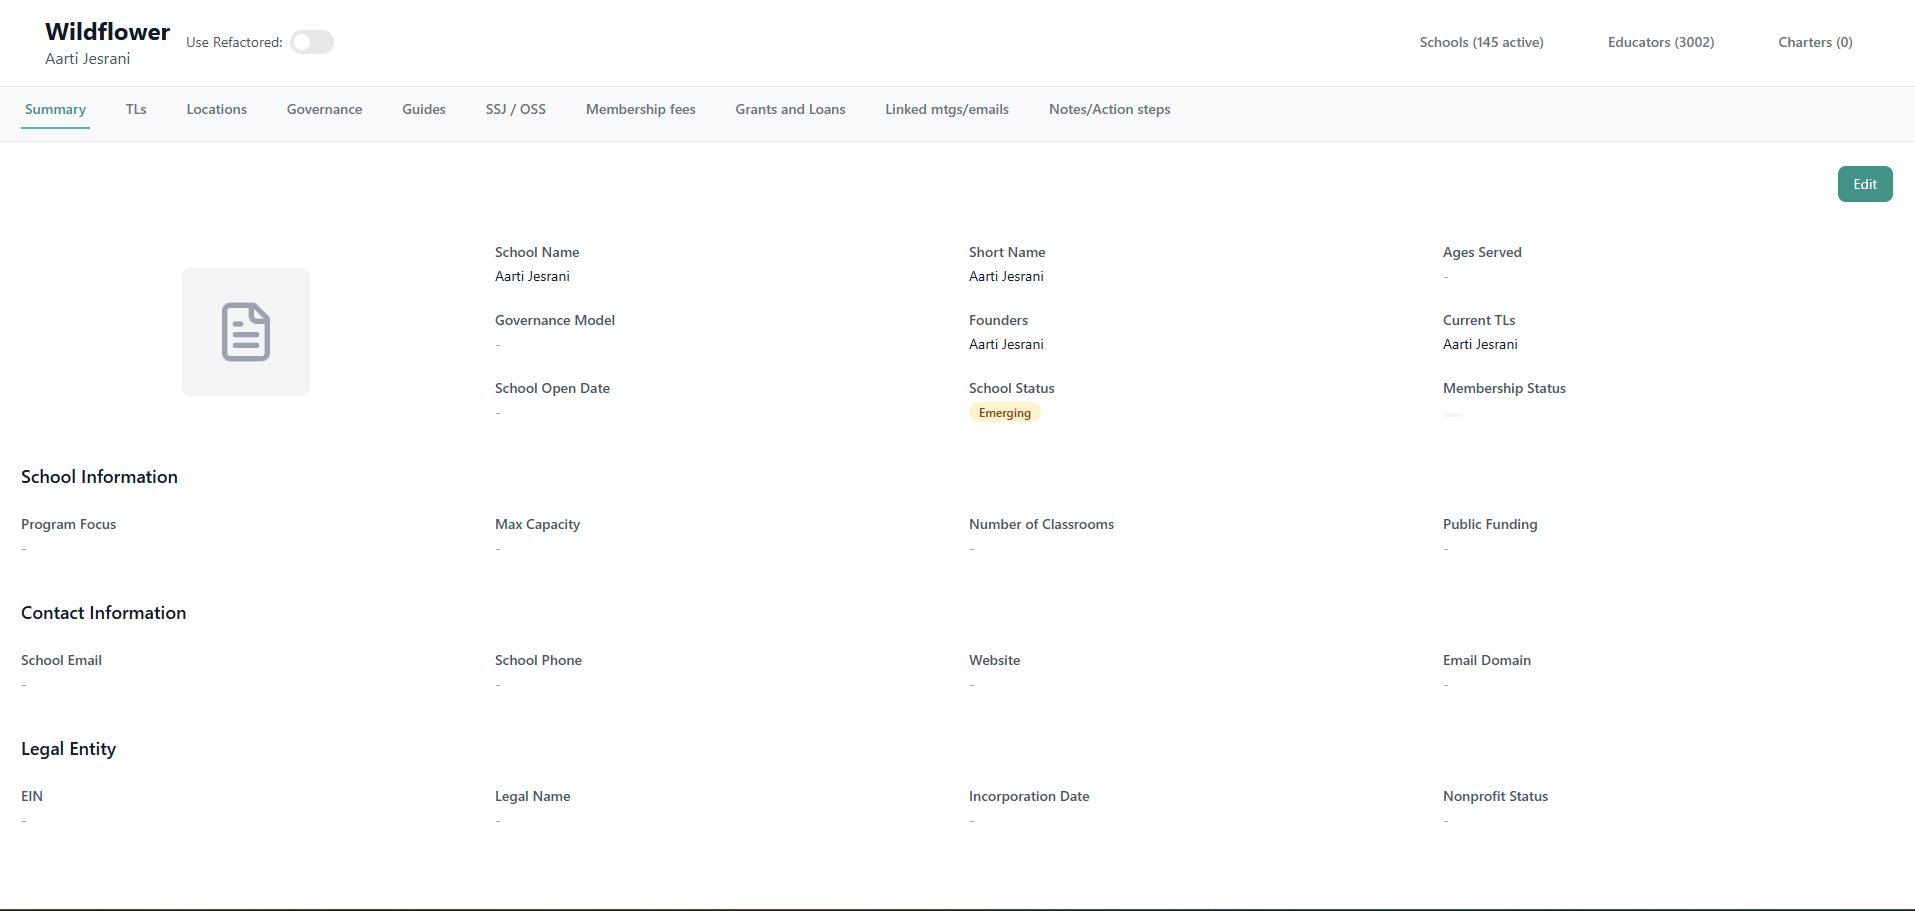 Wildflower
Aarti Jesrani
Use Refactored:
Schools (145 active)
Educators (3002)
Charters (0)
Summary
TLs
Locations
Governance
Guides
SSJ / OSS
Membership fees
Grants and Loans
Linked mtgs/emails
Notes/Action steps
Edit
School Name
Aarti Jesrani
Short Name
Aarti Jesrani
Ages Served
-
Governance Model
-
Founders
Aarti Jesrani
Current TLs
Aarti Jesrani
School Open Date
-
School Status
Emerging
Membership Status
School Information
Program Focus
-
Max Capacity
-
Number of Classrooms
-
Public Funding
-
Contact Information
School Email
-
School Phone
-
Website
-
Email Domain
-
Legal Entity
EIN
-
Legal Name
-
Incorporation Date
-
Nonprofit Status
-